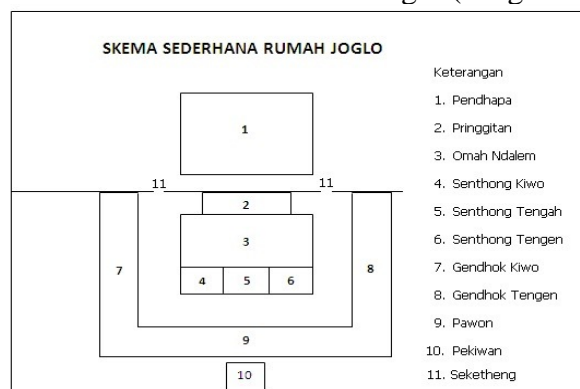 SKEMA SEDERHANA RUMAH JOGLO
1
11
11
2
3
4 5 6
7
8
9
10
Keterangan
1. Pendhapa
2. Pringgitan
3. Omah Ndalem
4. Senthong Kiwo
5. Senthong Tengah
6. Senthong Tengen
7. Gendhok Kiwo
8. Gendhok Tengen
9. Pawon
10. Pekiwan
11. Seketheng